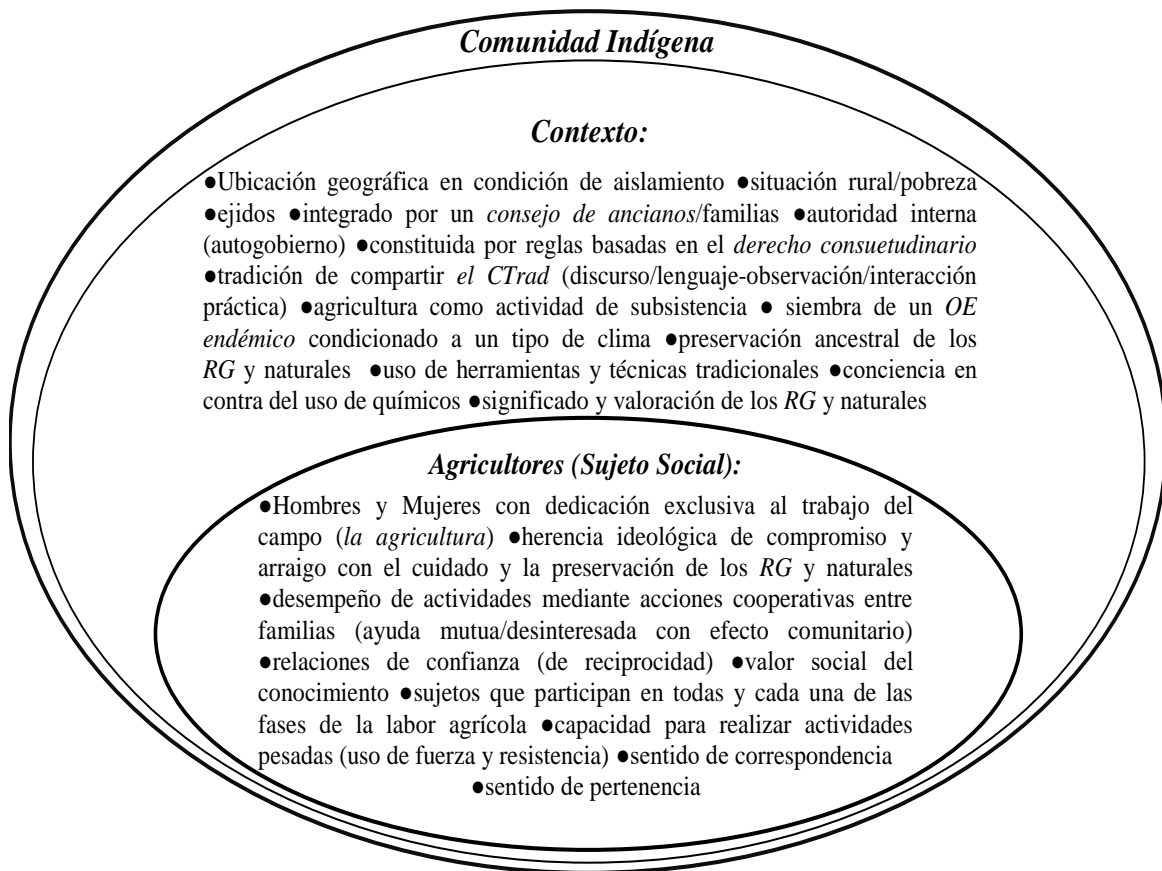 Comunidad Indígena
Contexto:
●Ubicación geográfica en condición de aislamiento ●situación rural/pobreza
●ejidos ●integrado por un consejo de ancianos/familias ●autoridad interna
(autogobierno) ●constituida por reglas basadas en el derecho consuetudinario
●tradición de compartir el CTrad (discurso/lenguaje-observación/interacción
práctica) ●agricultura como actividad de subsistencia ● siembra de un OE
endémico condicionado a un tipo de clima ●preservación ancestral de los
RG y naturales ●uso de herramientas y técnicas tradicionales ●conciencia en
contra del uso de químicos ●significado y valoración de los RG y naturales
Agricultores (Sujeto Social):
●Hombres y Mujeres con dedicación exclusiva al trabajo del
campo (la agricultura) ●herencia ideológica de compromiso y
arraigo con el cuidado y la preservación de los RG y naturales
●desempeño de actividades mediante acciones cooperativas entre
familias (ayuda mutua/desinteresada con efecto comunitario)
●relaciones de confianza (de reciprocidad) ●valor social del
conocimiento ●sujetos que participan en todas y cada una de las
fases de la labor agrícola ●capacidad para realizar actividades
pesadas (uso de fuerza y resistencia) ●sentido de correspondencia
●sentido de pertenencia